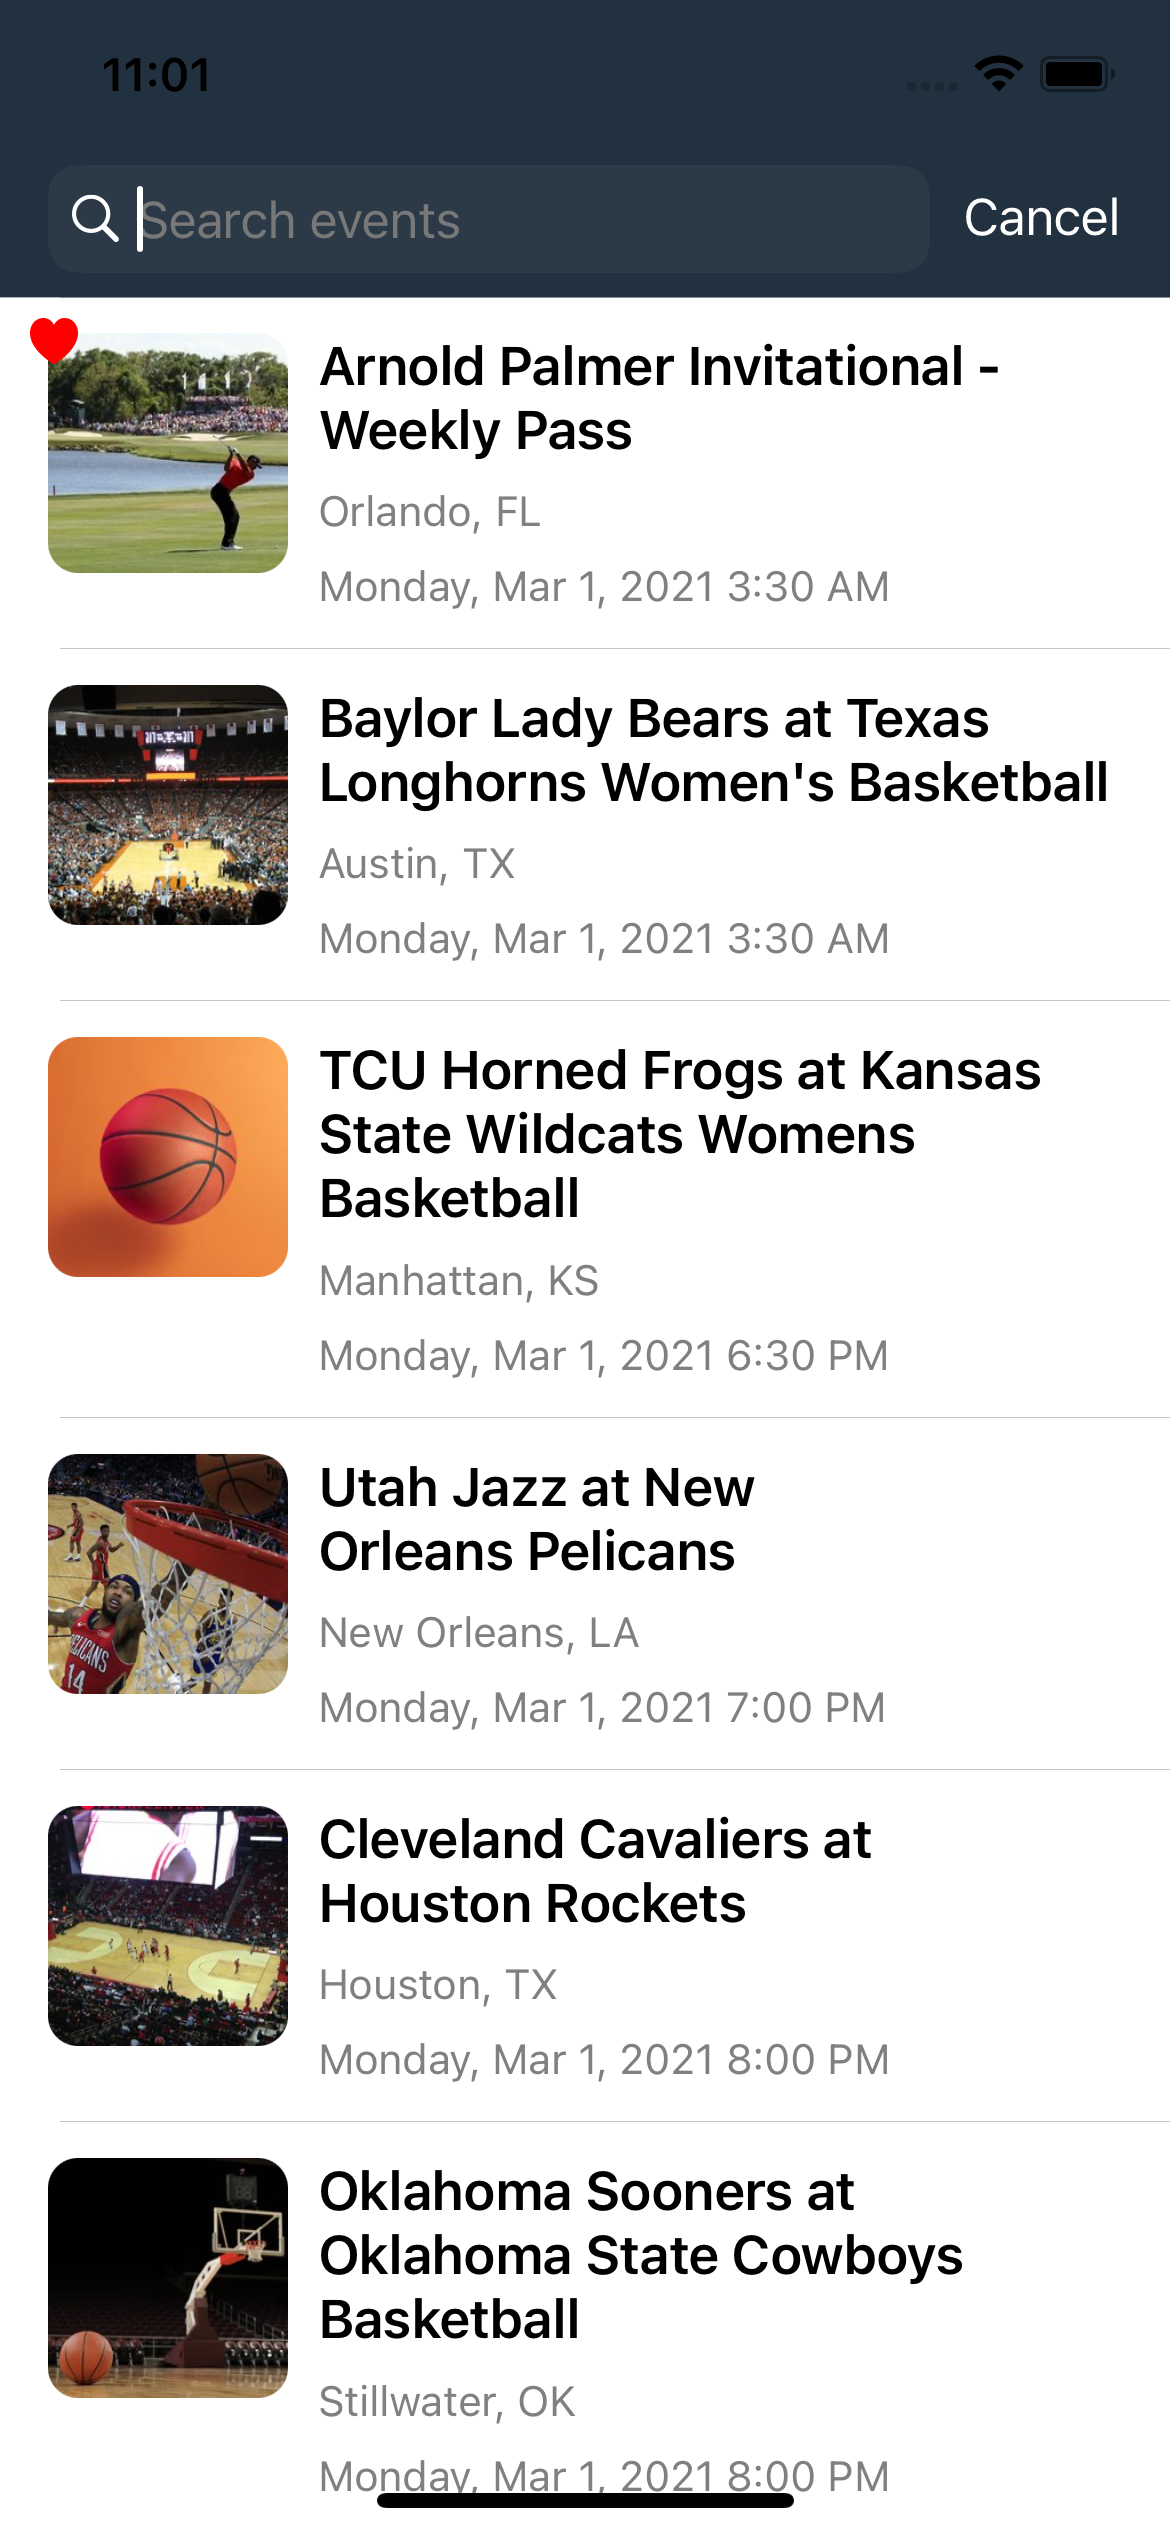 11:01
Search events
Cancel
Arnold Palmer Invitational -
Weekly Pass
Orlando, FL
Monday, Mar 1, 2021 3:30 AM
Baylor Lady Bears at Texas
Longhorns Women's Basketball
Austin, TX
Monday, Mar 1, 2021 3:30 AM
TCU Horned Frogs at Kansas
State Wildcats Womens
Basketball
Manhattan, KS
Monday, Mar 1, 2021 6:30 PM
Utah Jazz at New
Orleans Pelicans
New Orleans, LA
Monday, Mar 1, 2021 7:00 PM
14
Cleveland Cavaliers at
Houston Rockets
Houston, TX
Monday, Mar 1, 2021 8:00 PM
Oklahoma Sooners at
Oklahoma State Cowboys
Basketball
Stillwater, OK
Monday, Mar 1, 2021 8:00 PM